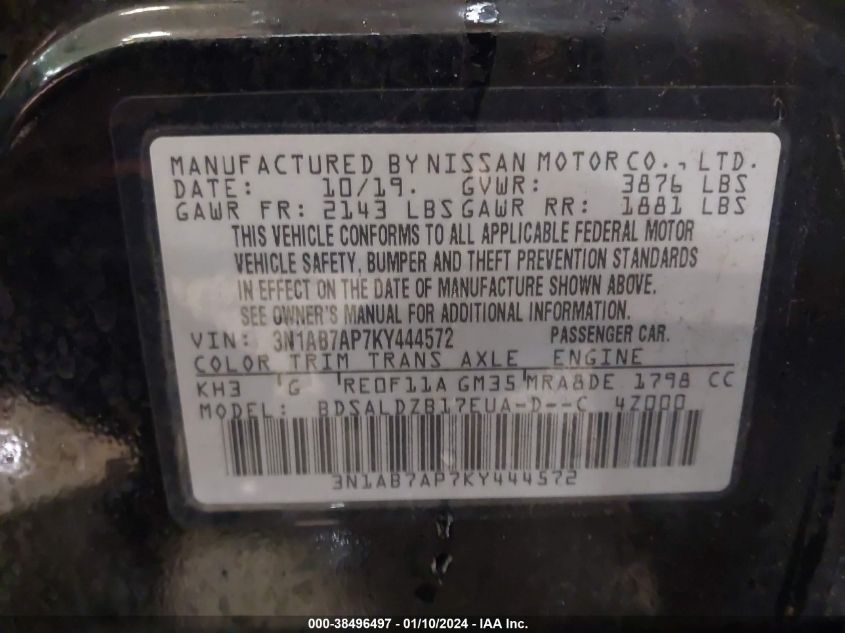 MANUFACTURED BY NISSAN MOTOR CO., LTD.
DATE: 10/19. GVWR: 3876 LBS
GAWR FR: 2143 LBS GAWR RR: 1881 LBS
THIS VEHICLE CONFORMS TO ALL APPLICABLE FEDERAL MOTOR
VEHICLE SAFETY, BUMPER AND THEFT PREVENTION STANDARDS
IN EFFECT ON THE DATE OF MANUFACTURE SHOWN ABOVE.
SEE OWNER'S MANUAL FOR ADDITIONAL INFORMATION.
VIN: 3N1AB7AP7KY444572 PASSENGER CAR.
COLOR TRIM TRANS AXLE ENGINE
KH3 G RE0F11A GM35 MRA8DE 1798 CC
MODEL: BDSALDZB17EUA-D--C 4Z000
3N1AB7AP7KY444572
000-38496497 - 01/10/2024 - IAA Inc.